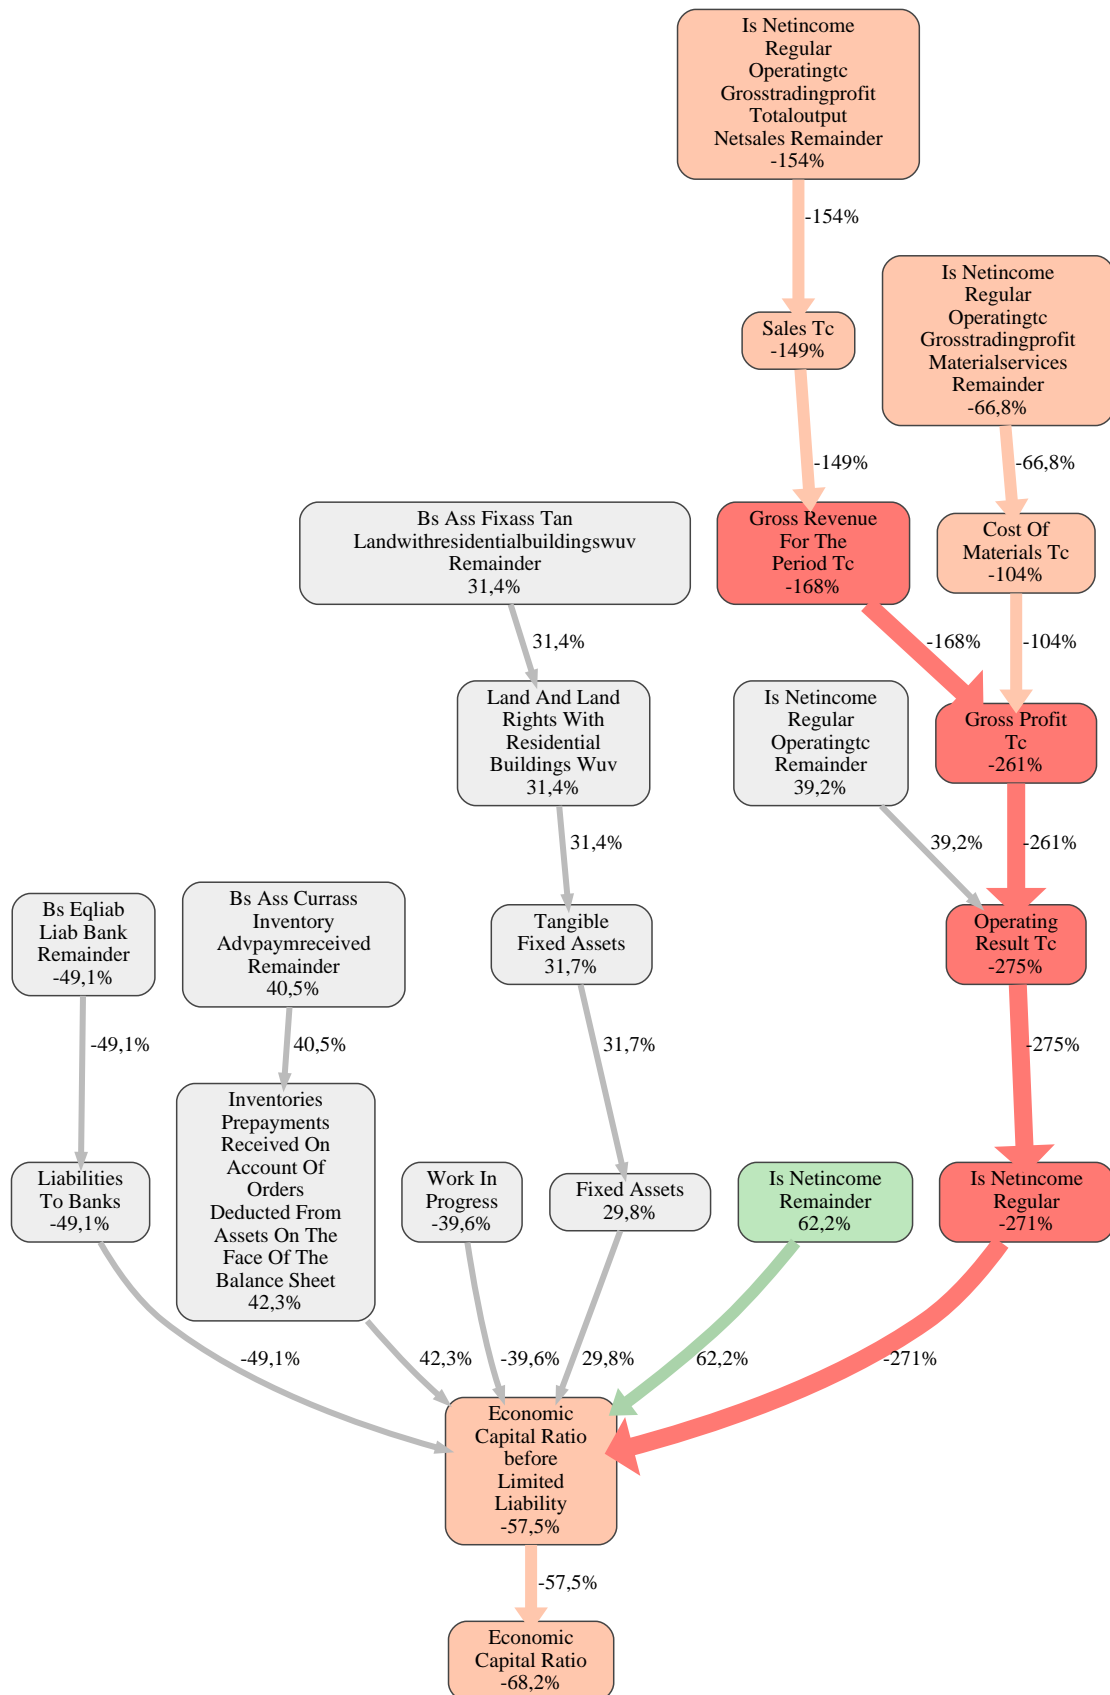 Is Netincome
Regular
Operatingtc
Grosstradingprofit
Totaloutput
Netsales Remainder
-154%
-154%
Is Netincome
Regular
Operatingtc
Grosstradingprofit
Materialservices
Remainder
-66,8%
Sales Tc
-149%
-149%
-66,8%
Bs Ass Fixass Tan
Landwithresidentialbuildingswuv
Remainder
31,4%
Gross Revenue
For The
Period Tc
-168%
Cost Of
Materials Tc
-104%
31,4%
-168%
-104%
Land And Land
Rights With
Residential
Buildings Wuv
31,4%
Is Netincome
Regular
Operatingtc
Remainder
39,2%
Gross Profit
Tc
-261%
31,4%
39,2%
-261%
Bs Eqliab
Liab Bank
Remainder
-49,1%
Bs Ass Currass
Inventory
Advpaymreceived
Remainder
40,5%
Tangible
Fixed Assets
31,7%
Operating
Result Tc
-275%
-49,1%
40,5%
31,7%
-275%
Liabilities
To Banks
-49,1%
Inventories
Prepayments
Received On
Account Of
Orders
Deducted From
Assets On The
Face Of The
Balance Sheet
42,3%
Work In
Progress
-39,6%
Fixed Assets
29,8%
Is Netincome
Remainder
62,2%
Is Netincome
Regular
-271%
-49,1%
42,3%
-39,6%
29,8%
62,2%
-271%
Economic
Capital Ratio
before
Limited
Liability
-57,5%
-57,5%
Economic
Capital Ratio
-68,2%